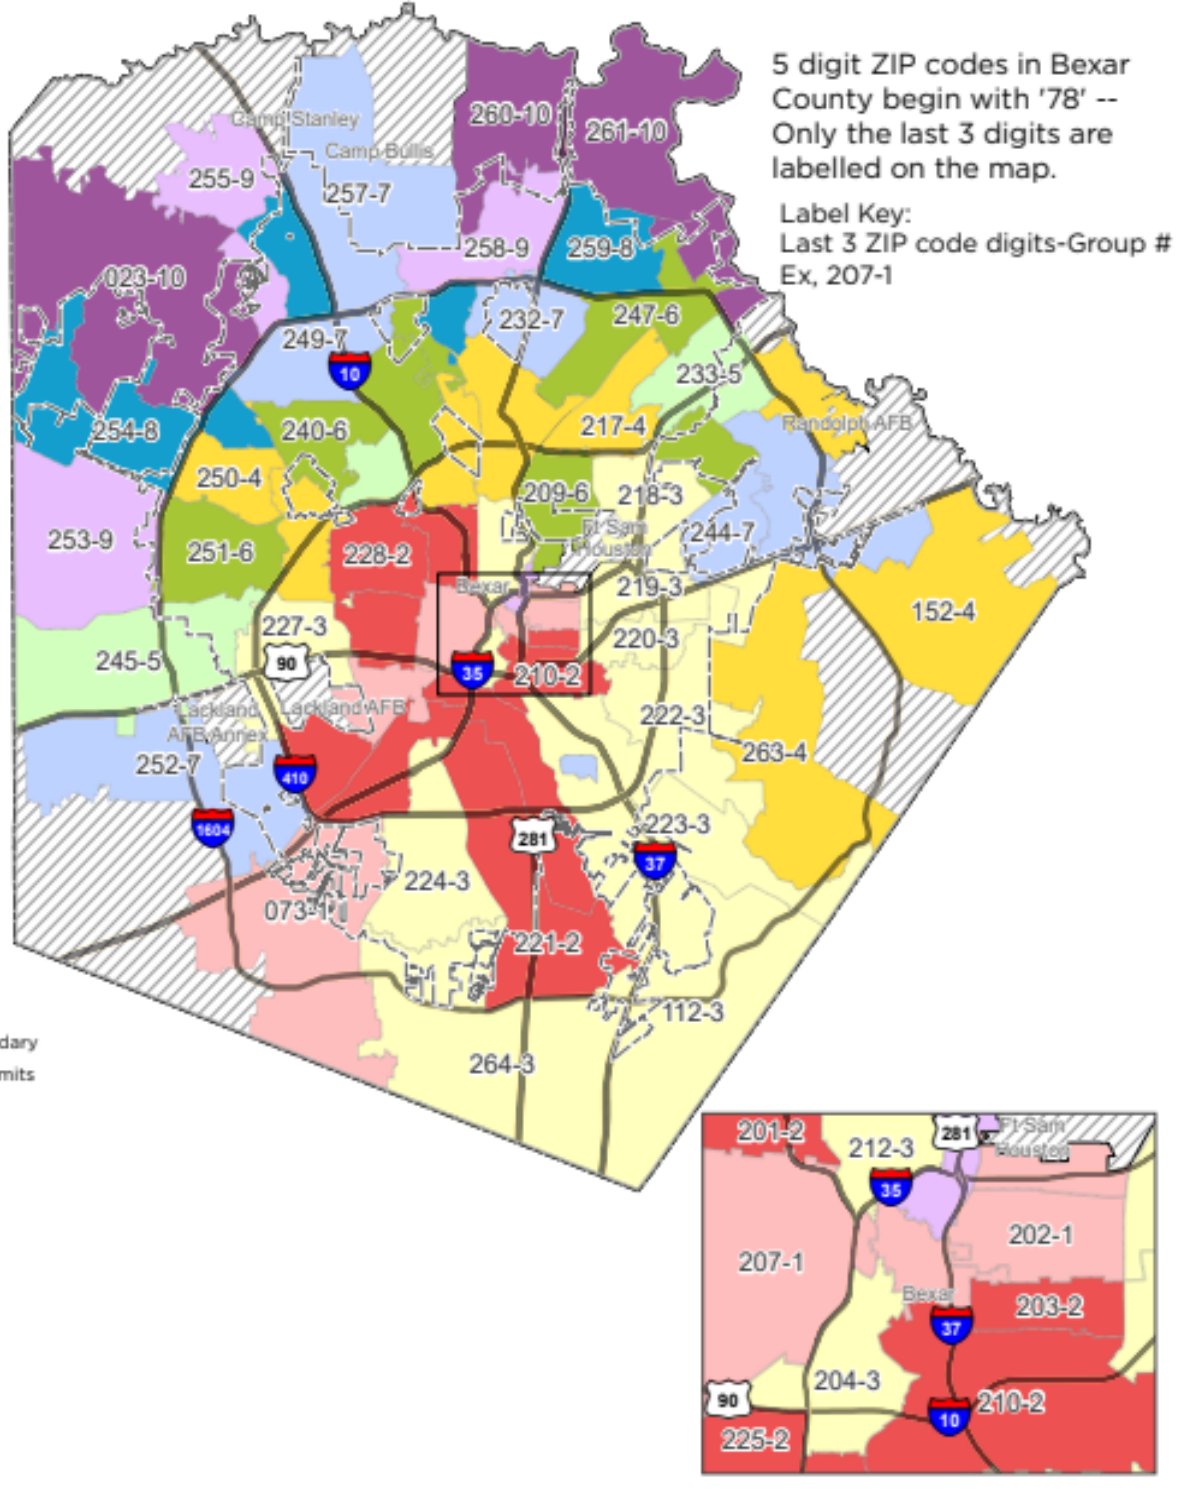 5 digit ZIP codes in Bexar
County begin with '78' --
Only the last 3 digits are
labelled on the map.
Label Key:
Last 3 ZIP code digits-Group #
Ex, 207-1
260-10
261-10
Camp Stanley
Camp Bullis
255-9
257-7
258-9
259-8
023-10
232-7
247-6
249-7
10
233-5
254-8
240-6
217-4
Randolph AFB
250-4
209-6
218-3
253-9
251-6
228-2
Ft Sam
Houston
244-7
Bexar
219-3
152-4
227-3
220-3
245-5
90
35
210-2
Lackland
AFB Annex
Lackland AFB
222-3
252-7
410
263-4
1604
281
223-3
37
224-3
073-1
221-2
112-3
dary
mits
264-3
201-2
212-3
281
Ft Sam
Houston
35
207-1
202-1
Bexar
203-2
37
204-3
90
10
210-2
225-2